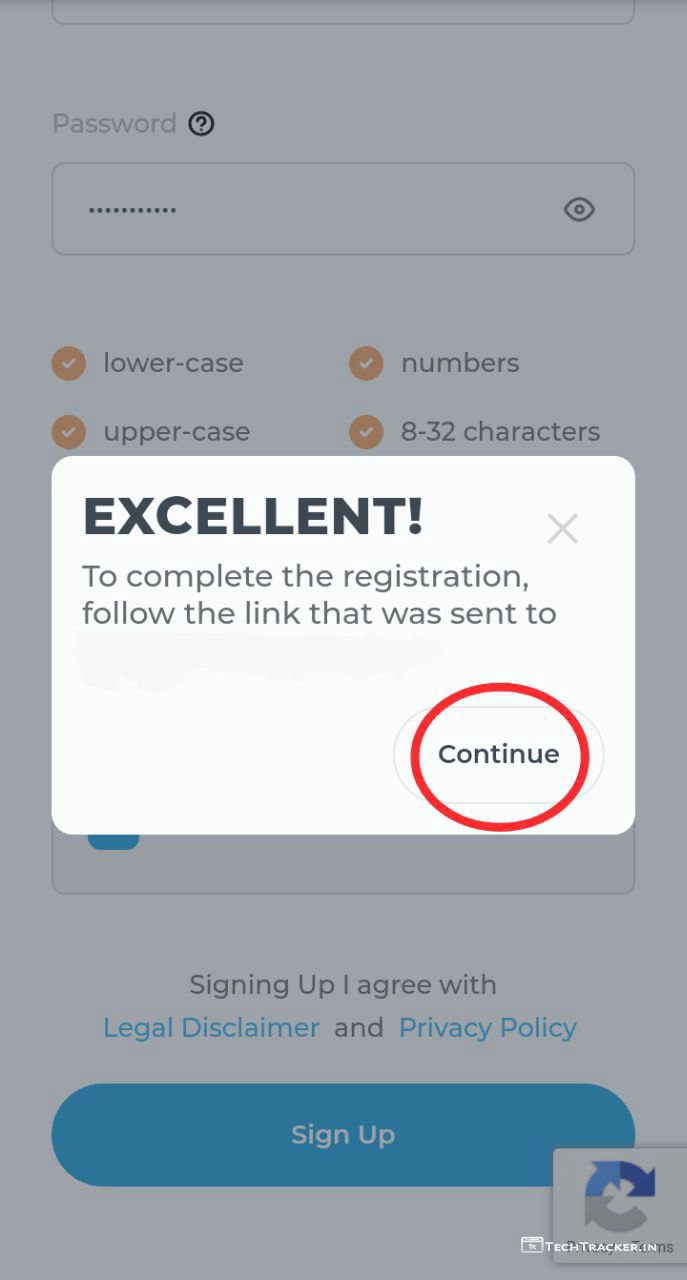 Password ?
•••••••••••
lower-case
numbers
upper-case
8-32 characters
EXCELLENT!
To complete the registration,
follow the link that was sent to
Continue
Signing Up I agree with
Legal Disclaimer and Privacy Policy
Sign Up
TECHTRACKER.IN